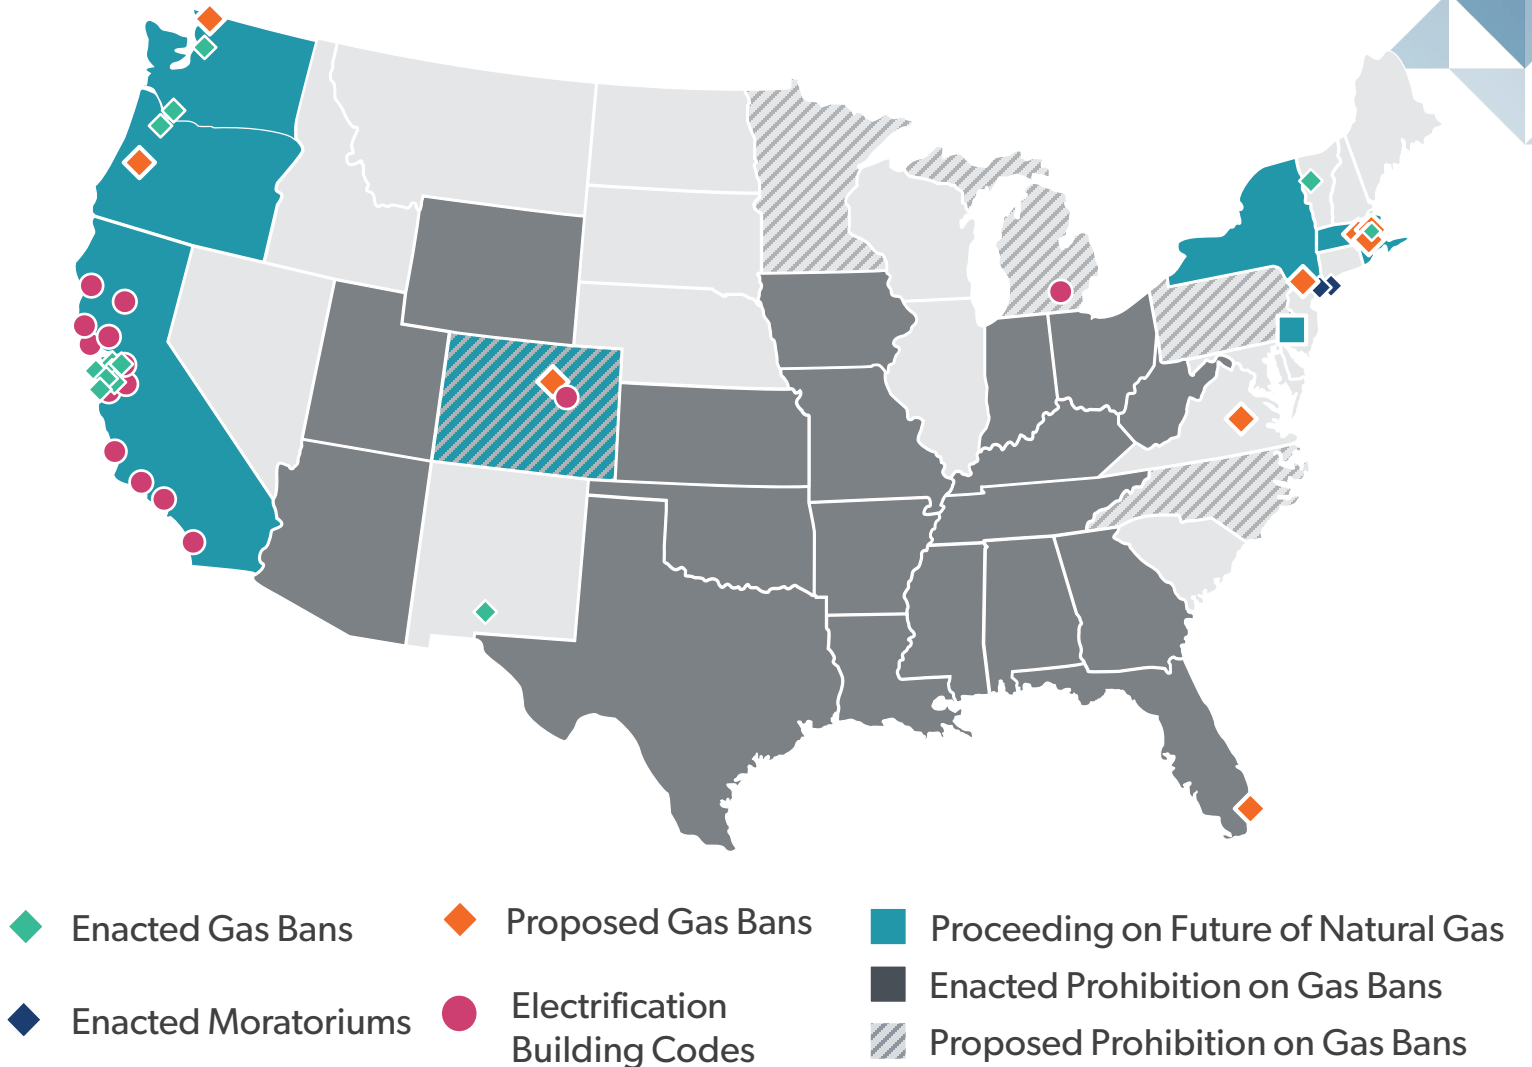 Enacted Gas Bans
Proposed Gas Bans
Proceeding on Future of Natural Gas
Enacted Prohibition on Gas Bans
Enacted Moratoriums
Electrification
Building Codes
Proposed Prohibition on Gas Bans